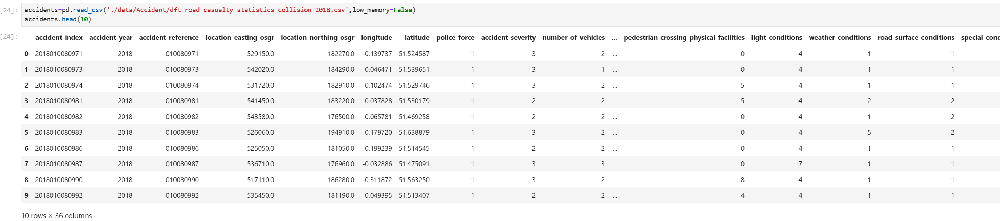 [24]: accidents=pd.read_csv('./data/Accident/dft-road-casualty-statistics-collision-2018.csv',low_memory=False)
accidents.head(10)
[24]: accident_index accident_year accident_reference location_easting_osgr location_northing_osgr longitude latitude police_force accident_severity number_of_vehicles ... pedestrian_crossing_physical_facilities light_conditions weather_conditions road_surface_conditions special_cond
0 2018010080971 2018 010080971 529150.0 182270.0 -0.139737 51.524587 1 3 2 ... 0 4 1 1
1 2018010080973 2018 010080973 542020.0 184290.0 0.046471 51.539651 1 3 1 ... 0 4 1 1
2 2018010080974 2018 010080974 531720.0 182910.0 -0.102474 51.529746 1 3 2 ... 5 4 1 1
3 2018010080981 2018 010080981 541450.0 183220.0 0.037828 51.530179 1 2 2 ... 5 4 2 2
4 2018010080982 2018 010080982 543580.0 176500.0 0.065781 51.469258 1 2 2 ... 0 4 1 2
5 2018010080983 2018 010080983 526060.0 194910.0 -0.179720 51.638879 1 3 2 ... 0 4 5 2
6 2018010080986 2018 010080986 525050.0 181050.0 -0.199239 51.514545 1 2 2 ... 0 4 1 1
7 2018010080987 2018 010080987 536710.0 176960.0 -0.032886 51.475091 1 3 3 ... 0 7 1 1
8 2018010080990 2018 010080990 517110.0 186280.0 -0.311872 51.563250 1 3 2 ... 8 4 1 1
9 2018010080992 2018 010080992 535450.0 181190.0 -0.049395 51.513407 1 2 2 ... 4 4 1 1
10 rows × 36 columns